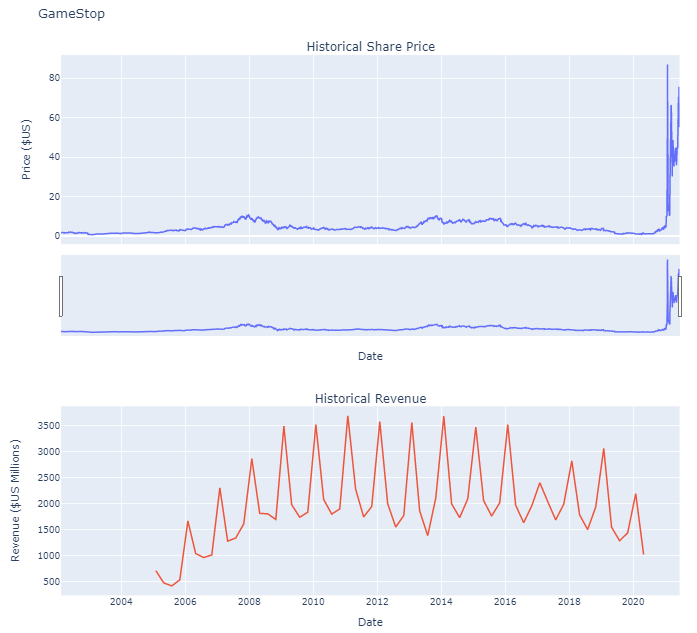 GameStop
Historical Share Price
80
60
40
20
0
Price ($US)
Date
Historical Revenue
3500
3000
2500
2000
1500
1000
500
Revenue ($US Millions)
2004 2006 2008 2010 2012 2014 2016 2018 2020
Date